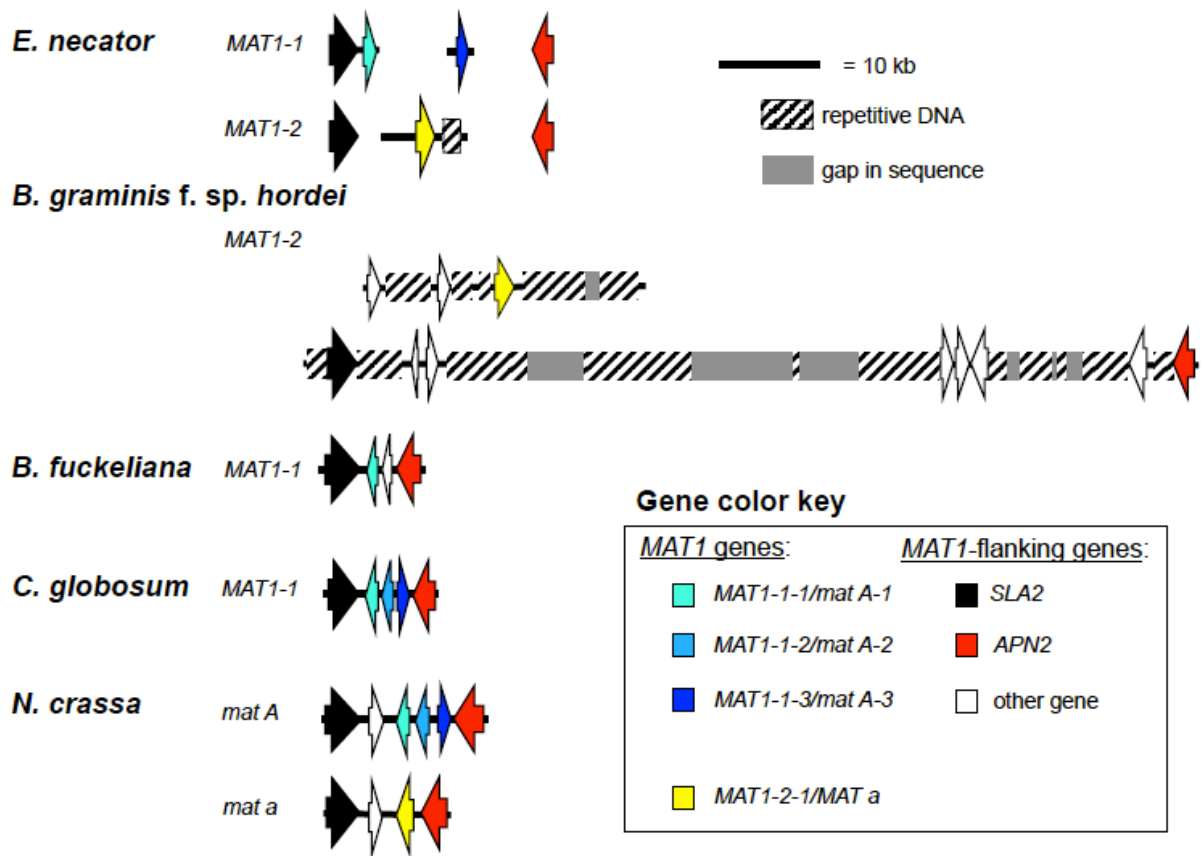 E. necator
MAT1-1
= 10 kb
repetitive DNA
MAT1-2
gap in sequence
B. graminis f. sp. hordei
MAT1-2
B. fuckeliana
MAT1-1
C. globosum
MAT1-1
N. crassa
mat A
mat a
Gene color key
MAT1 genes:
MAT1-flanking genes:
MAT1-1-1/mat A-1
SLA2
MAT1-1-2/mat A-2
APN2
MAT1-1-3/mat A-3
other gene
MAT1-2-1/MAT a